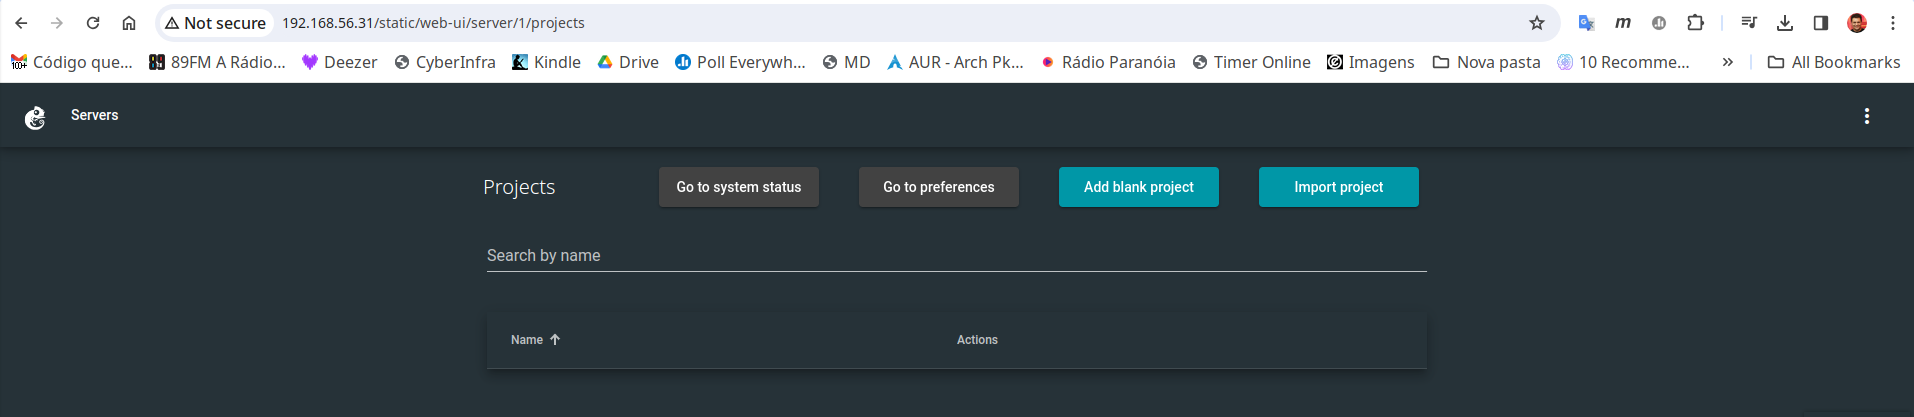 Not secure 192.168.56.31/static/web-ui/server/1/projects
100+ Código que... 89 89FM A Rádio... Deezer CyberInfra Kindle Drive Poll Everywh... MD AUR - Arch Pk... Rádio Paranóia Timer Online Imagens Nova pasta 10 Recomme... » All Bookmarks
Servers
Projects Go to system status Go to preferences Add blank project Import project
Search by name
Name Actions